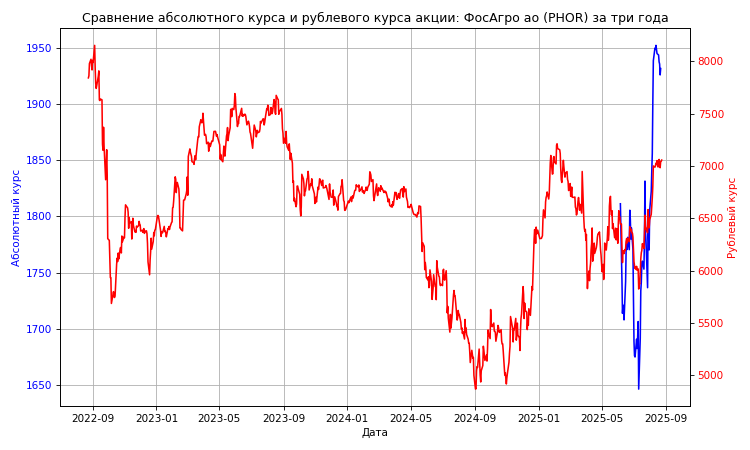 Сравнение абсолютного курса и рублевого курса акции: ФосАгро ао (PHOR) за три года
1950
1900
1850
1800
1750
1700
1650
Абсолютный курс
8000
7500
7000
6500
6000
5500
5000
Рублевый курс
2022-09 2023-01 2023-05 2023-09 2024-01 2024-05 2024-09 2025-01 2025-05 2025-09
Дата